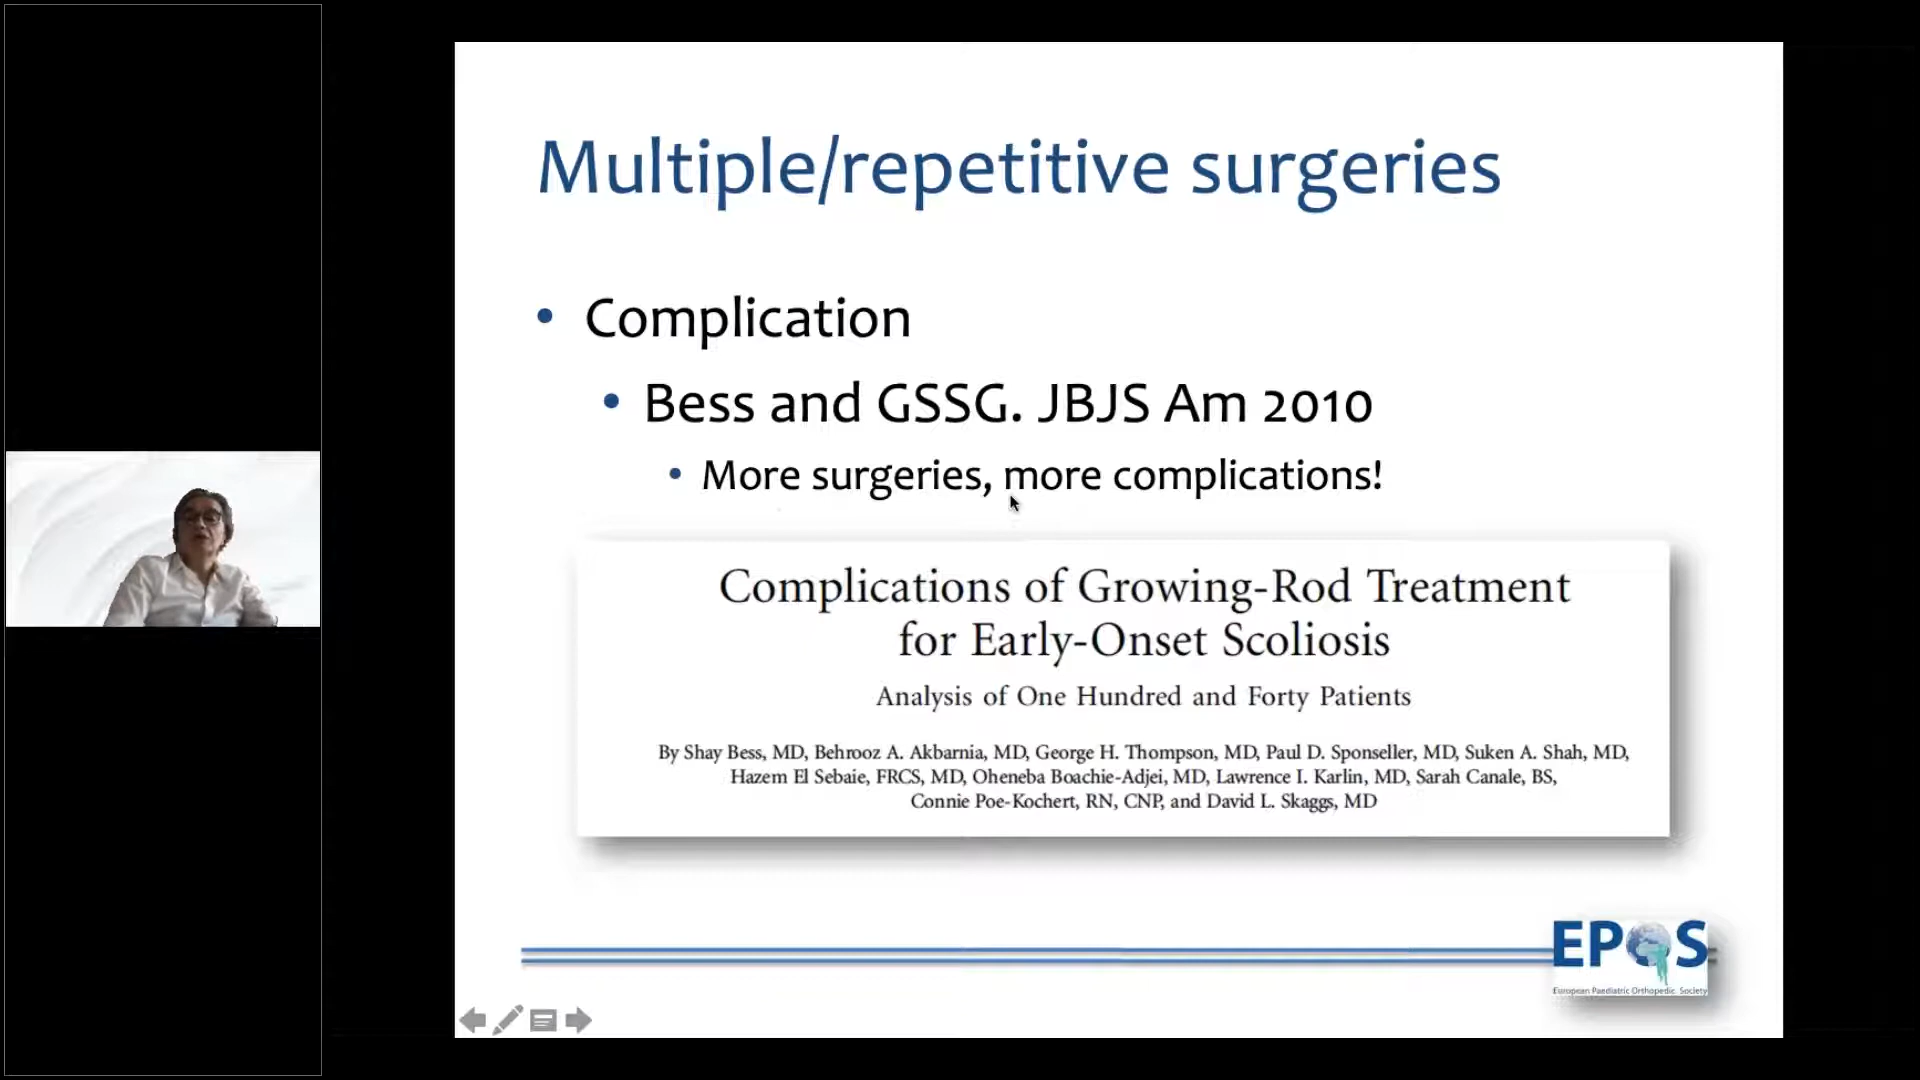 Multiple/repetitive surgeries
• Complication
• Bess and GSSG. JBJS Am 2010
• More surgeries, more complications!
Complications of Growing-Rod Treatment
for Early-Onset Scoliosis
Analysis of One Hundred and Forty Patients
By Shay Bess, MD, Behrooz A. Akbarnia, MD, George H. Thompson, MD, Paul D. Sponseller, MD, Suken A. Shah, MD,
Hazem El Sebaie, FRCS, MD, Oheneba Boachie-Adjei, MD, Lawrence I. Karlin, MD, Sarah Canale, BS,
Connie Poe-Kochert, RN, CNP, and David L. Skaggs, MD
EPOS
European Paediatric Orthopedic Society